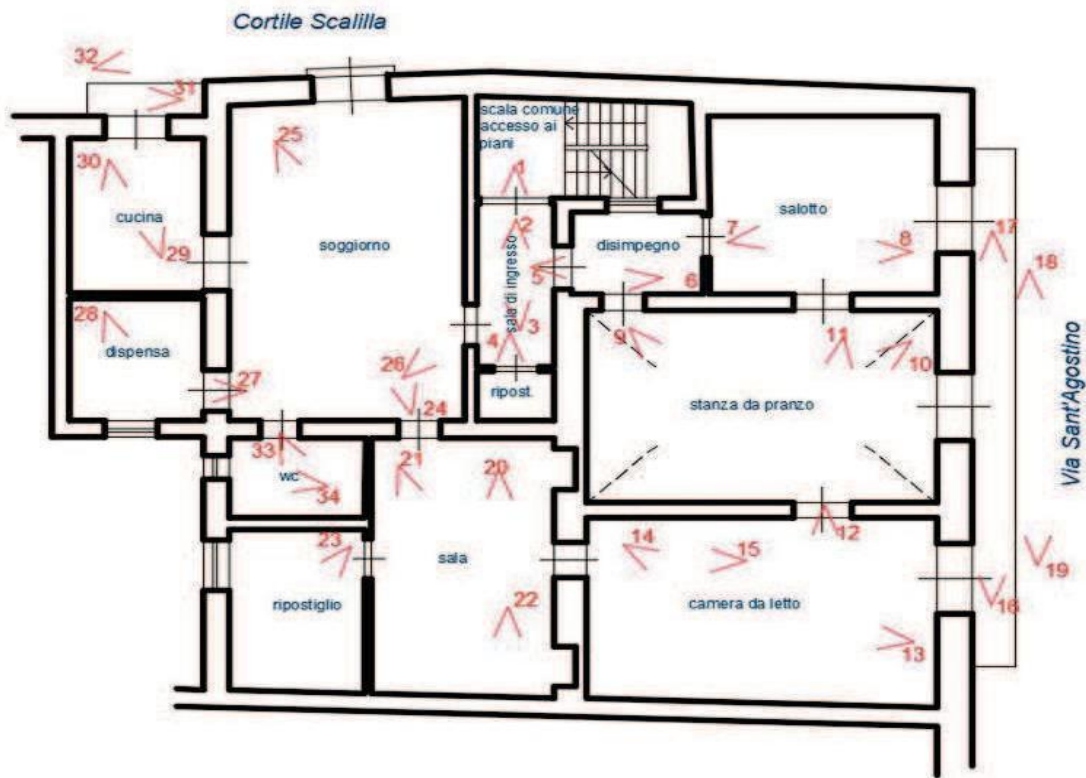 Cortile Scalilla
32
31
25
scala comune
accesso ai
piani
1
30
cucina
29
soggiorno
2
sala di ingresso
5
3
4
disimpegno
6
7
salotto
8
17
18
28
dispensa
27
26
24
ripost.
9
11
10
stanza da pranzo
Via Sant'Agostino
33
wc
34
21
20
12
23
sala
14
15
19
ripostiglio
22
camera da letto
16
13